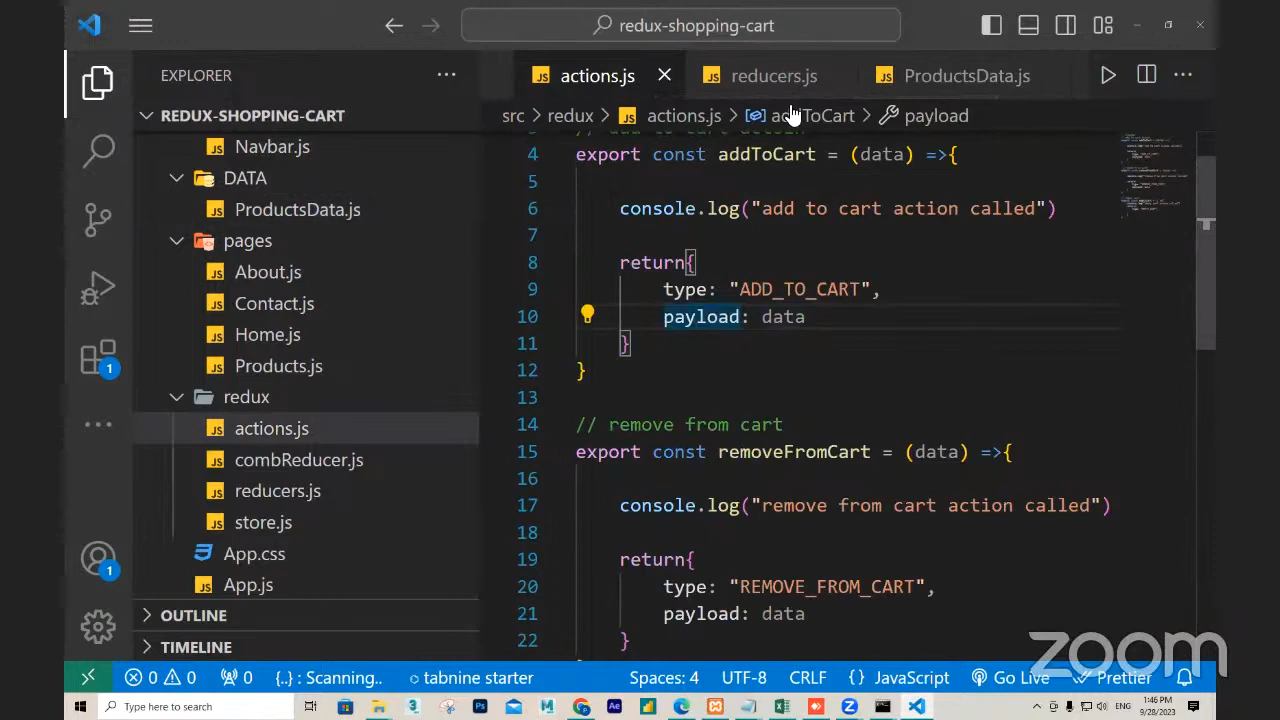 redux-shopping-cart
EXPLORER
REDUX-SHOPPING-CART
Navbar.js
DATA
ProductsData.js
pages
About.js
Contact.js
Home.js
Products.js
redux
actions.js
combReducer.js
reducers.js
store.js
App.css
App.js
OUTLINE
TIMELINE
1
1
actions.js
reducers.js
ProductsData.js
src > redux > JS actions.js > addToCart > payload
4 export const addToCart = (data) =>{
5
6 console.log("add to cart action called")
7
8 return{
9 type: "ADD_TO_CART",
10 payload: data
11 }
12 }
13
14 // remove from cart
15 export const removeFromCart = (data) =>{
16
17 console.log("remove from cart action called")
18
19 return{
20 type: "REMOVE_FROM_CART",
21 payload: data
22 }
zoom
0 0 0 {..} : Scanning.. tabnine starter Spaces: 4 UTF-8 CRLF {} JavaScript Go Live Prettier
Type here to search
ENG
1:46 PM
9/28/2023